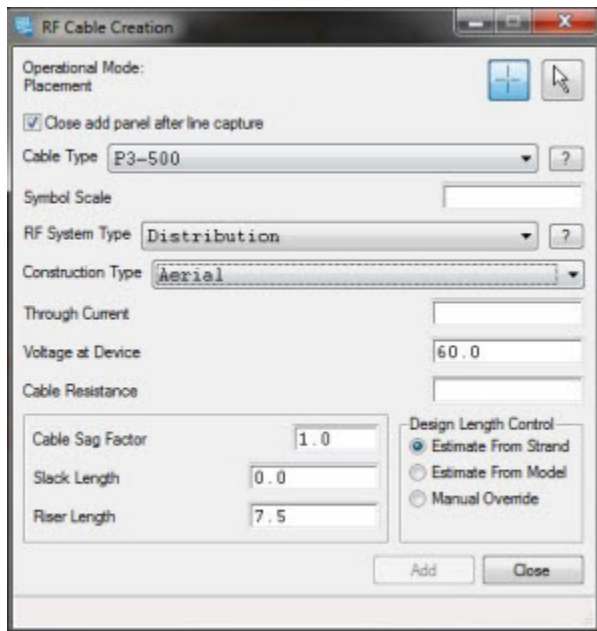 RF Cable Creation
Operational Mode:
Placement
Close add panel after line capture
Cable Type P3-500 ?
Symbol Scale
RF System Type Distribution ?
Construction Type Aerial
Through Current
Voltage at Device 60.0
Cable Resistance
Cable Sag Factor 1.0
Slack Length 0.0
Riser Length 7.5
Design Length Control
Estimate From Strand
Estimate From Model
Manual Override
Add Close